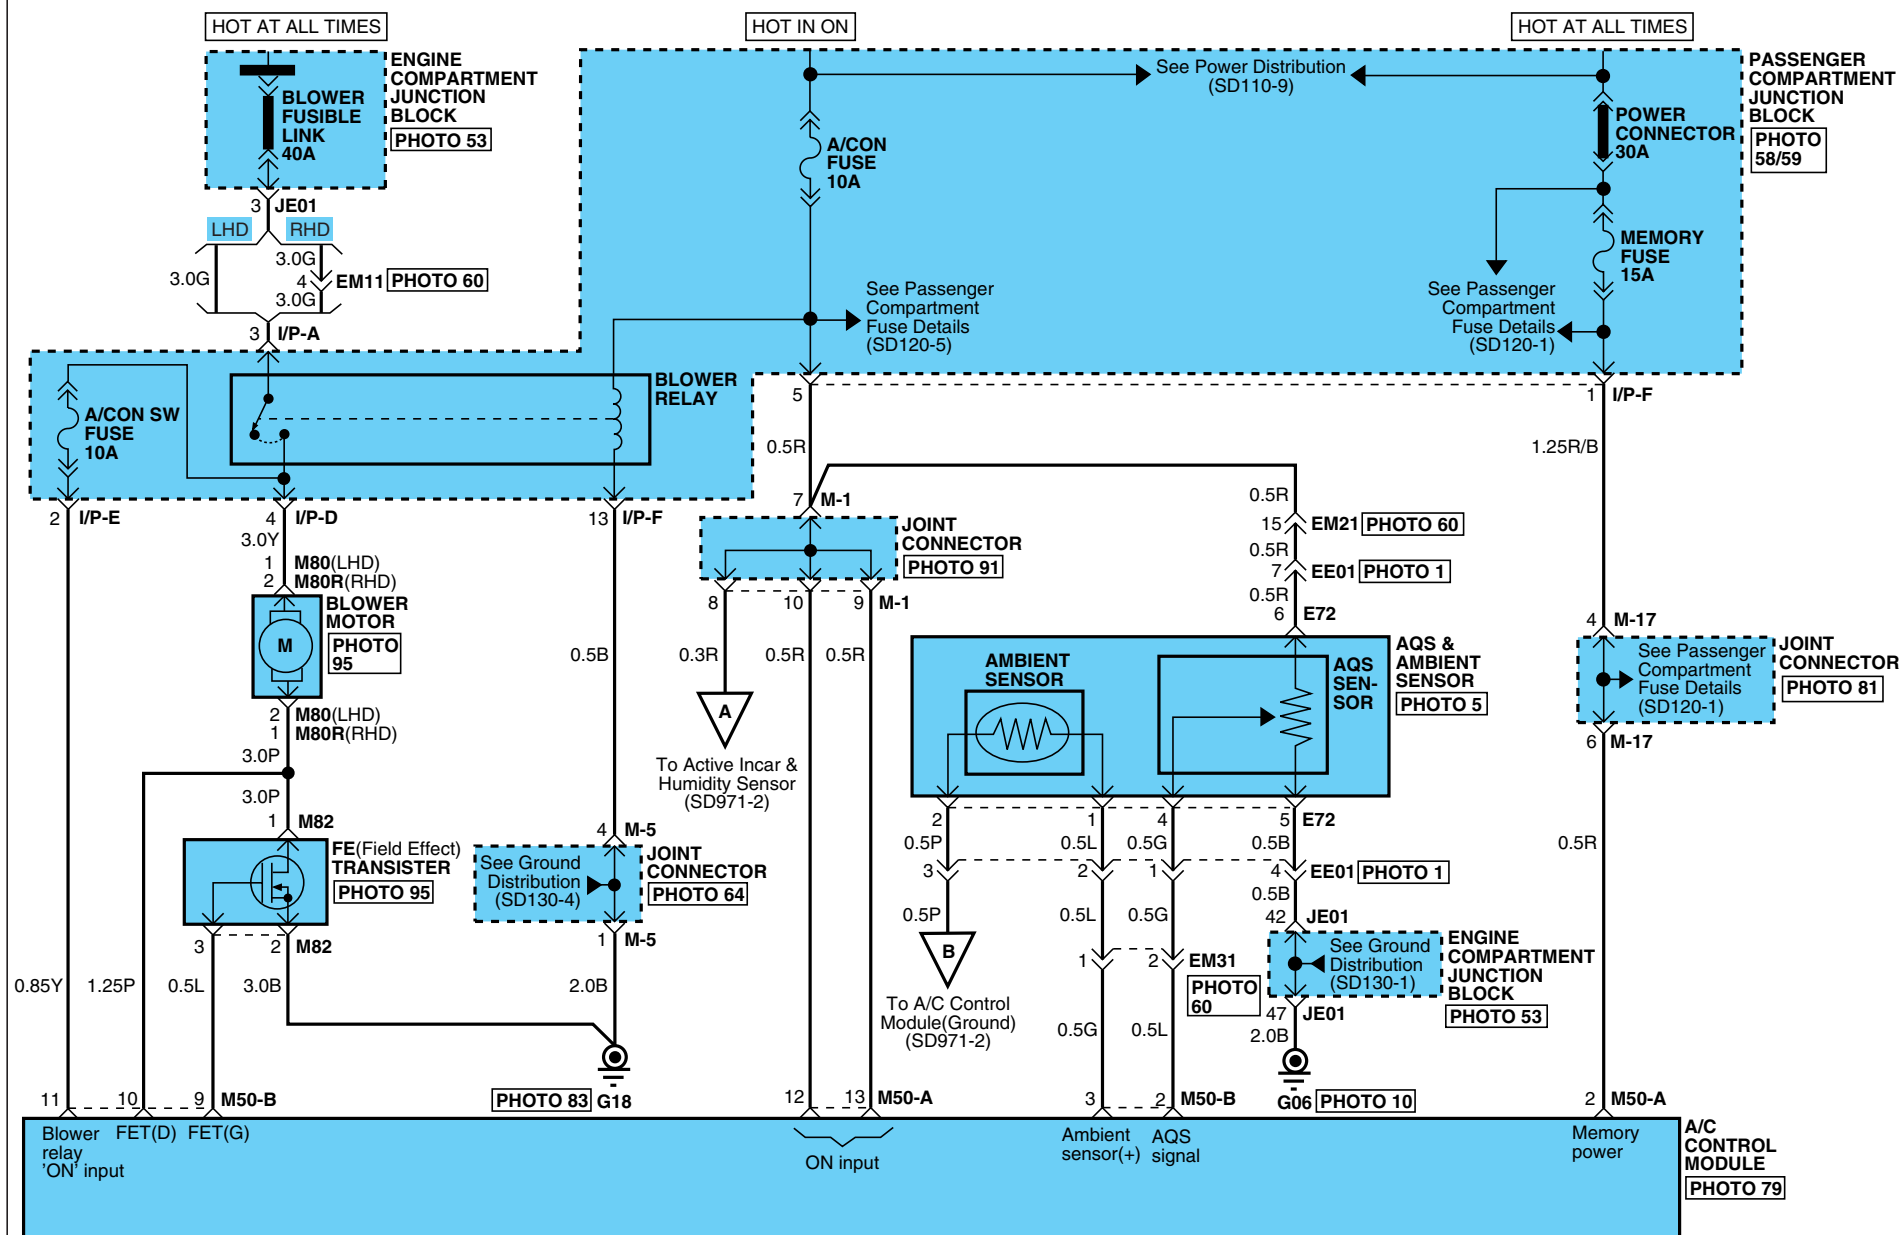 HOT AT ALL TIMES
HOT IN ON
HOT AT ALL TIMES
ENGINE
COMPARTMENT
JUNCTION
BLOCK
PHOTO 53
BLOWER
FUSIBLE
LINK
40A
See Power Distribution
(SD110-9)
PASSENGER
COMPARTMENT
JUNCTION
BLOCK
PHOTO
58/59
A/CON
FUSE
10A
POWER
CONNECTOR
30A
3 JE01
LHD RHD
3.0G
3.0G
4 EM11 PHOTO 60
3.0G
3 I/P-A
MEMORY
FUSE
15A
See Passenger
Compartment
Fuse Details
(SD120-5)
See Passenger
Compartment
Fuse Details
(SD120-1)
BLOWER
RELAY
A/CON SW
FUSE
10A
5
1 I/P-F
0.5R
1.25R/B
2 I/P-E
4 I/P-D
13 I/P-F
3.0Y
1 M80(LHD)
2 M80R(RHD)
BLOWER
MOTOR
PHOTO
95
M
2 M80(LHD)
1 M80R(RHD)
3.0P
3.0P
1 M82
FE(Field Effect)
TRANSISTER
PHOTO 95
3
2 M82
0.85Y
1.25P
0.5L
3.0B
0.5B
4 M-5
See Ground
Distribution
(SD130-4)
JOINT
CONNECTOR
PHOTO 64
1 M-5
2.0B
PHOTO 83 G18
7 M-1
JOINT
CONNECTOR
PHOTO 91
8
10
9 M-1
0.3R
0.5R
0.5R
A
To Active Incar &
Humidity Sensor
(SD971-2)
0.5R
15 EM21 PHOTO 60
0.5R
7 EE01 PHOTO 1
0.5R
6 E72
AMBIENT
SENSOR
AQS
SEN-
SOR
AQS &
AMBIENT
SENSOR
PHOTO 5
2
1
4
5 E72
0.5P
0.5L
0.5G
0.5B
3
2
1
4 EE01 PHOTO 1
0.5P
0.5L
0.5G
0.5B
42 JE01
B
To A/C Control
Module(Ground)
(SD971-2)
1
2 EM31
PHOTO
60
0.5G
0.5L
See Ground
Distribution
(SD130-1)
ENGINE
COMPARTMENT
JUNCTION
BLOCK
PHOTO 53
47 JE01
2.0B
G06 PHOTO 10
4 M-17
See Passenger
Compartment
Fuse Details
(SD120-1)
JOINT
CONNECTOR
PHOTO 81
6 M-17
0.5R
11
10
9 M50-B
12
13 M50-A
3
2 M50-B
2 M50-A
Blower
relay
'ON' input
FET(D)
FET(G)
ON input
Ambient
sensor(+)
AQS
signal
Memory
power
A/C
CONTROL
MODULE
PHOTO 79